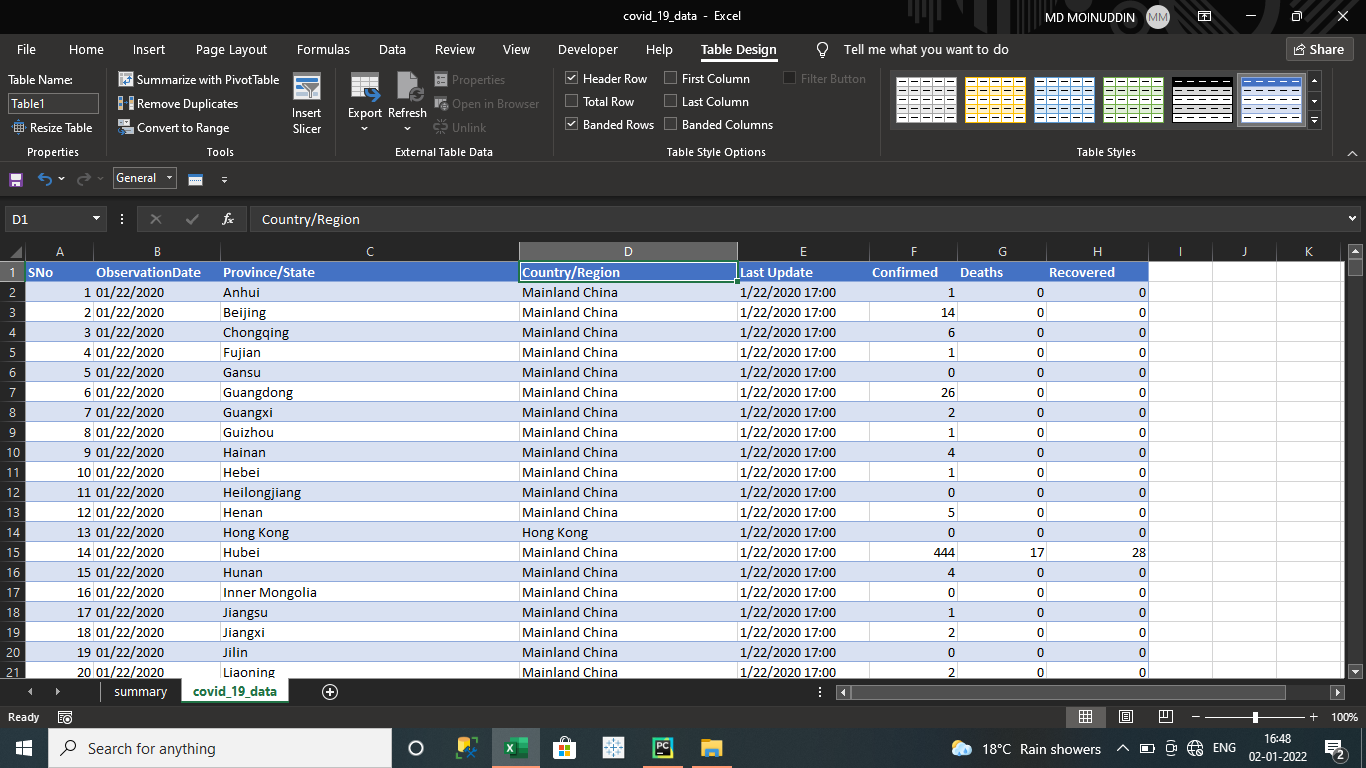 covid_19_data - Excel
MD MOINUDDIN MM
File Home Insert Page Layout Formulas Data Review View Developer Help Table Design Tell me what you want to do Share
Table Name:
Table1
Resize Table
Properties
Summarize with PivotTable
Remove Duplicates
Convert to Range
Insert Slicer
Tools
Export Refresh
Properties
Open in Browser
Unlink
External Table Data
Header Row First Column Filter Button
Total Row Last Column
Banded Rows Banded Columns
Table Style Options
Table Styles
General
D1 fx Country/Region
A B C D E F G H I J K
1 SNo ObservationDate Province/State Country/Region Last Update Confirmed Deaths Recovered
2 1 01/22/2020 Anhui Mainland China 1/22/2020 17:00 1 0 0
3 2 01/22/2020 Beijing Mainland China 1/22/2020 17:00 14 0 0
4 3 01/22/2020 Chongqing Mainland China 1/22/2020 17:00 6 0 0
5 4 01/22/2020 Fujian Mainland China 1/22/2020 17:00 1 0 0
6 5 01/22/2020 Gansu Mainland China 1/22/2020 17:00 0 0 0
7 6 01/22/2020 Guangdong Mainland China 1/22/2020 17:00 26 0 0
8 7 01/22/2020 Guangxi Mainland China 1/22/2020 17:00 2 0 0
9 8 01/22/2020 Guizhou Mainland China 1/22/2020 17:00 1 0 0
10 9 01/22/2020 Hainan Mainland China 1/22/2020 17:00 4 0 0
11 10 01/22/2020 Hebei Mainland China 1/22/2020 17:00 1 0 0
12 11 01/22/2020 Heilongjiang Mainland China 1/22/2020 17:00 0 0 0
13 12 01/22/2020 Henan Mainland China 1/22/2020 17:00 5 0 0
14 13 01/22/2020 Hong Kong Hong Kong 1/22/2020 17:00 0 0 0
15 14 01/22/2020 Hubei Mainland China 1/22/2020 17:00 444 17 28
16 15 01/22/2020 Hunan Mainland China 1/22/2020 17:00 4 0 0
17 16 01/22/2020 Inner Mongolia Mainland China 1/22/2020 17:00 0 0 0
18 17 01/22/2020 Jiangsu Mainland China 1/22/2020 17:00 1 0 0
19 18 01/22/2020 Jiangxi Mainland China 1/22/2020 17:00 2 0 0
20 19 01/22/2020 Jilin Mainland China 1/22/2020 17:00 0 0 0
21 20 01/22/2020 Liaoning Mainland China 1/22/2020 17:00 2 0 0
summary covid_19_data
Ready 100%
Search for anything PC 18°C Rain showers ENG 16:48
02-01-2022 2